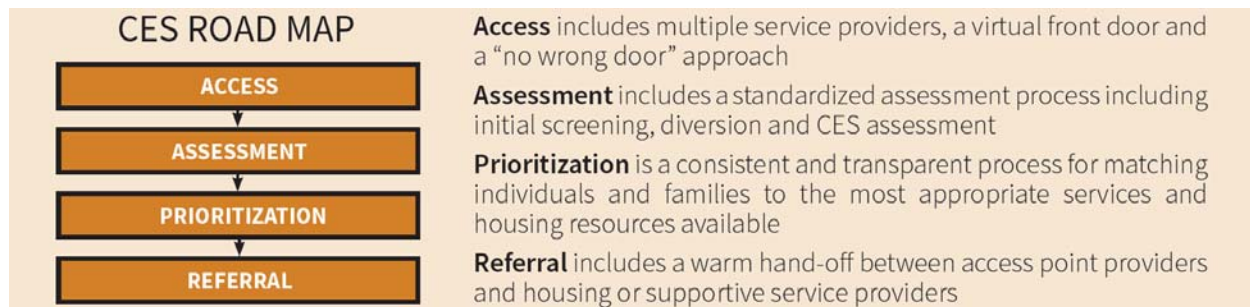 CES ROAD MAP
ACCESS
ASSESSMENT
PRIORITIZATION
REFERRAL
Access includes multiple service providers, a virtual front door and
a “no wrong door” approach
Assessment includes a standardized assessment process including
initial screening, diversion and CES assessment
Prioritization is a consistent and transparent process for matching
individuals and families to the most appropriate services and
housing resources available
Referral includes a warm hand-off between access point providers
and housing or supportive service providers